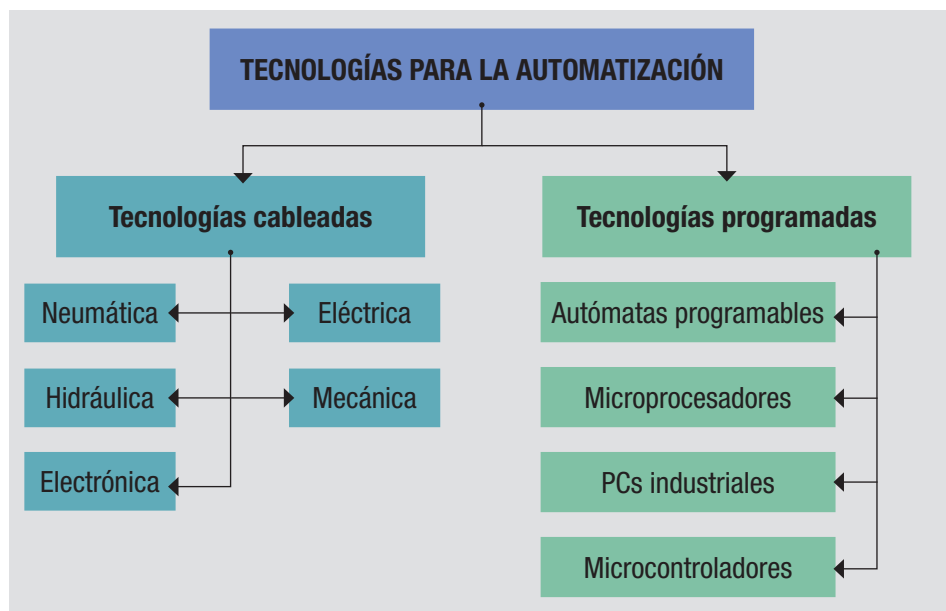 TECNOLOGÍAS PARA LA AUTOMATIZACIÓN
Tecnologías cableadas
Neumática
Eléctrica
Hidráulica
Mecánica
Electrónica
Tecnologías programadas
Autómatas programables
Microprocesadores
PCs industriales
Microcontroladores